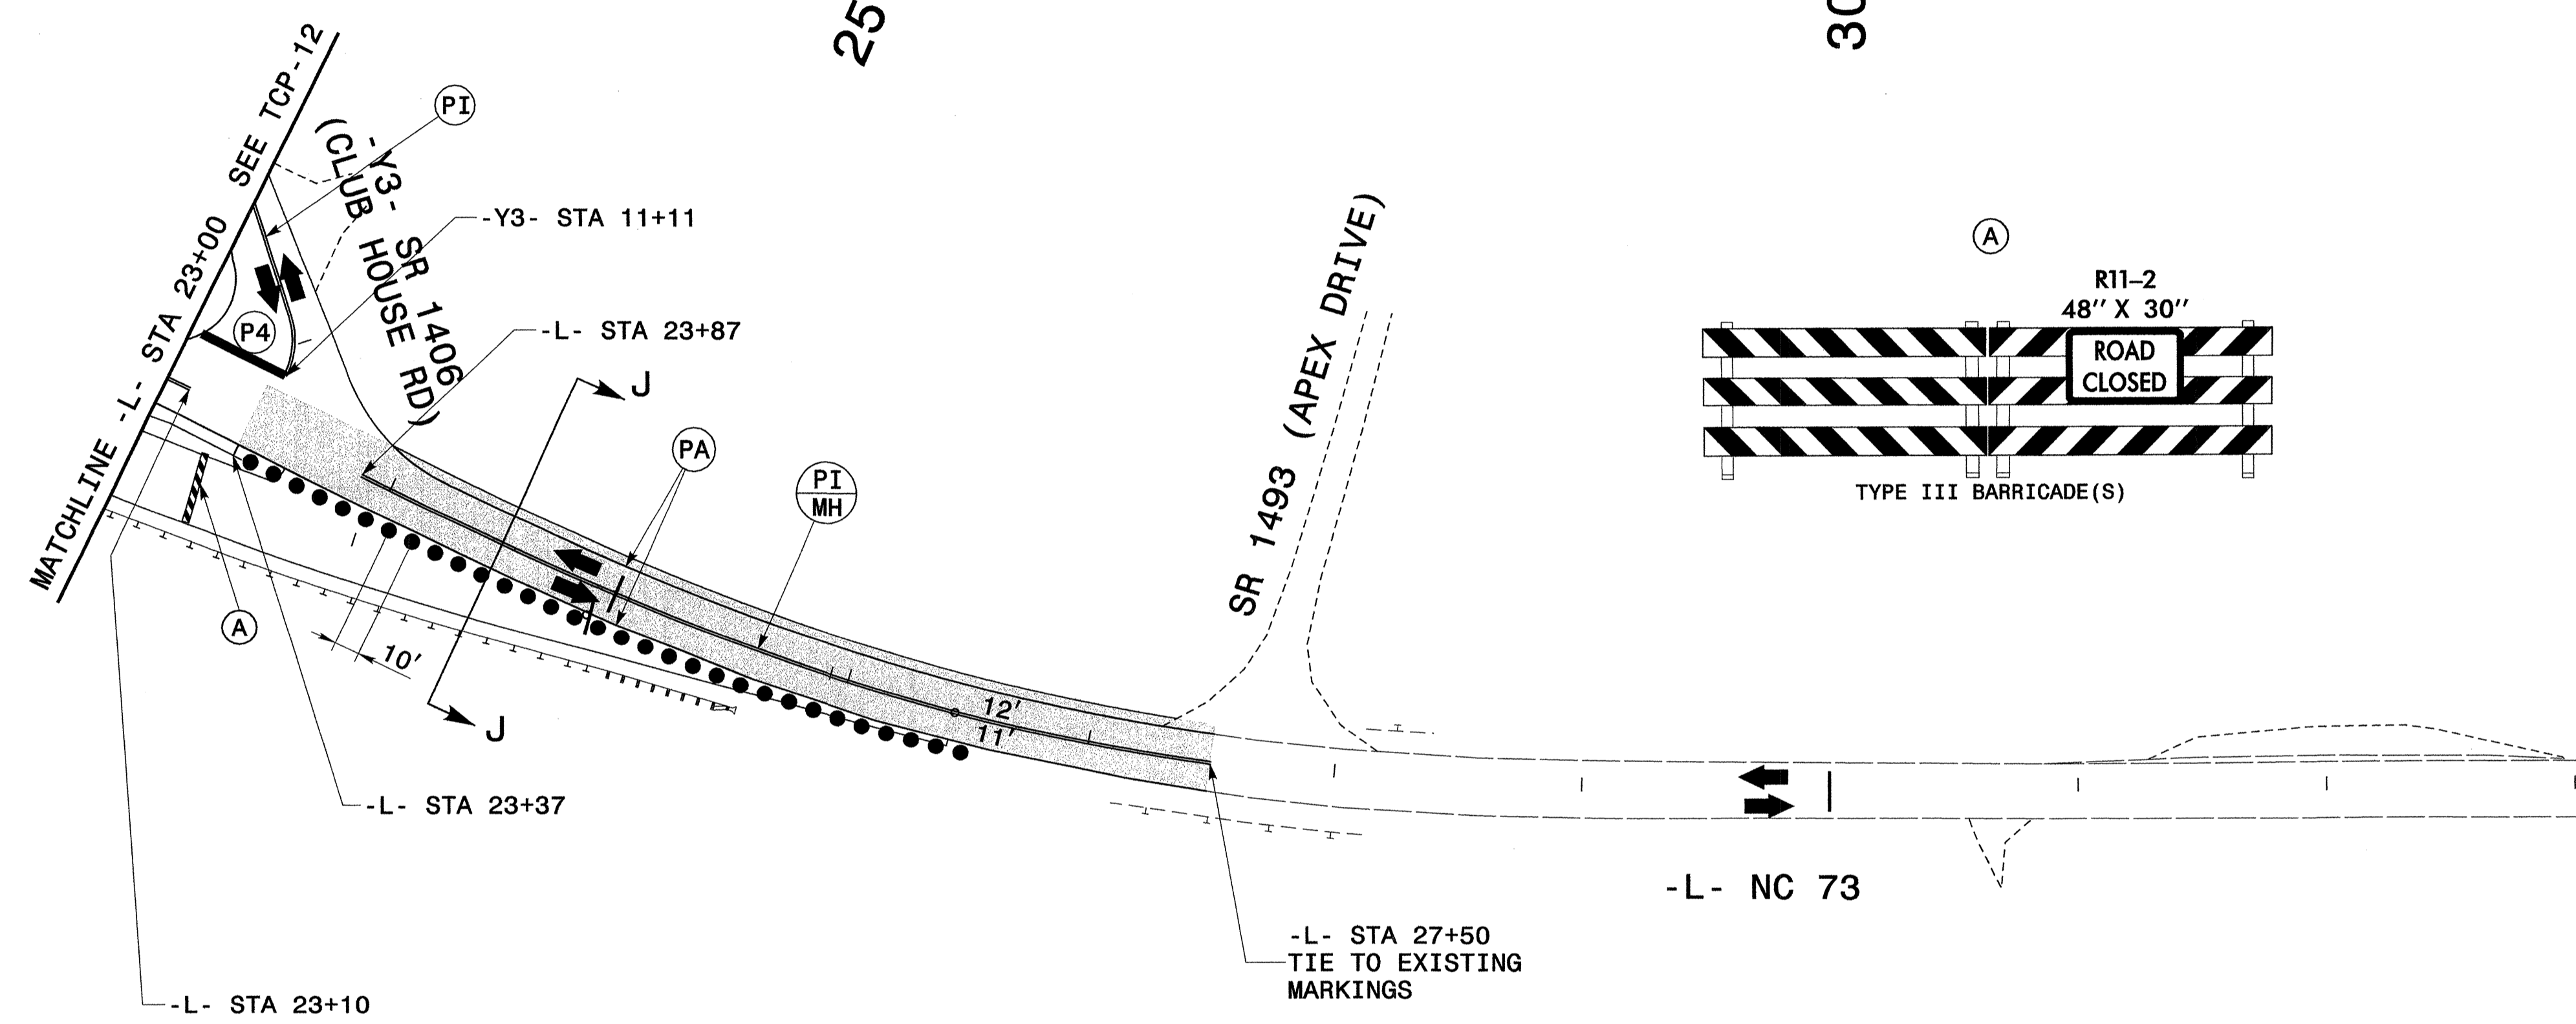 25
30
MATCHLINE -L- STA 23+00 SEE TCP-12
PI
-Y3- SR 1406
(CLUB HOUSE RD)
-Y3- STA 11+11
P4
-L- STA 23+87
J
PA
PI
MH
A
10'
J
12'
11'
-L- STA 23+37
-L- STA 23+10
SR 1493 (APEX DRIVE)
A
R11-2
48" X 30"
ROAD
CLOSED
TYPE III BARRICADE(S)
-L- NC 73
-L- STA 27+50
TIE TO EXISTING
MARKINGS